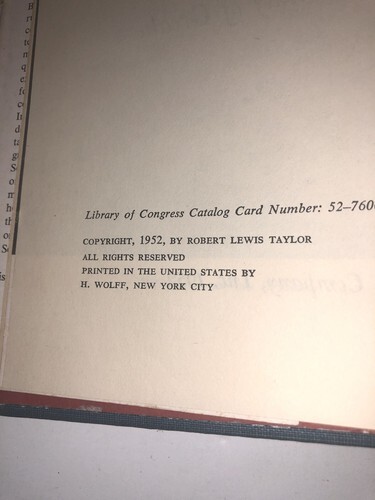 Library of Congress Catalog Card Number: 52-760
COPYRIGHT, 1952, BY ROBERT LEWIS TAYLOR
ALL RIGHTS RESERVED
PRINTED IN THE UNITED STATES BY
H. WOLFF, NEW YORK CITY